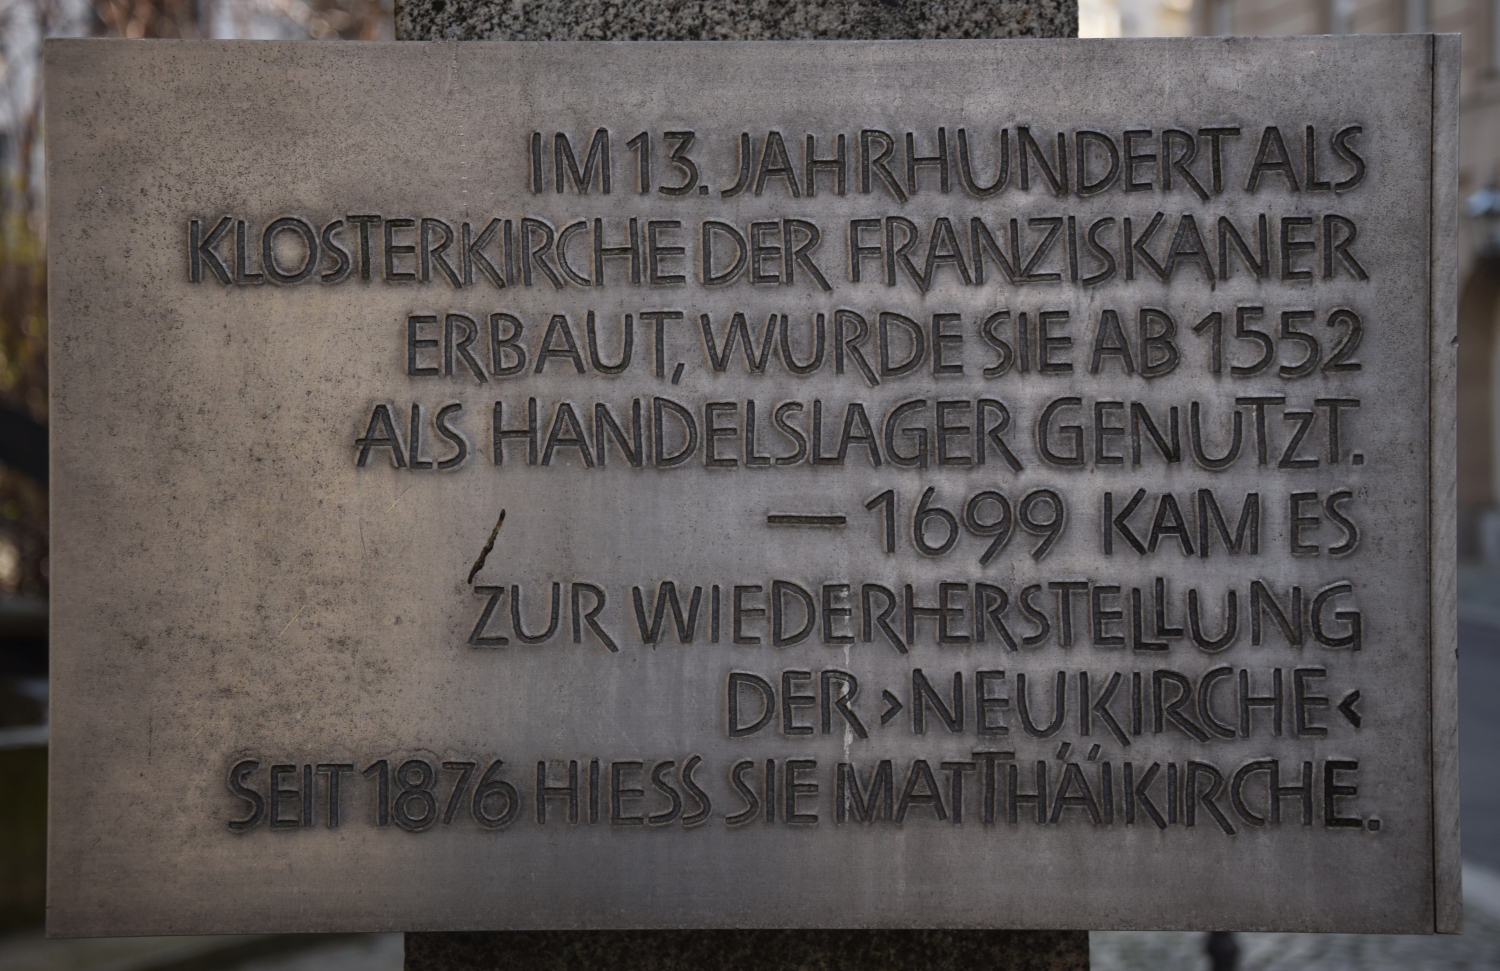 IM 13. JAHRHUNDERT ALS
KLOSTERKIRCHE DER FRANZISKANER
ERBAUT, WURDE SIE AB 1552
ALS HANDELSLAGER GENUTZT.
— 1699 KAM ES
ZUR WIEDERHERSTELLUNG
DER ›NEUKIRCHE‹
SEIT 1876 HIESS SIE MATTHÄIKIRCHE.